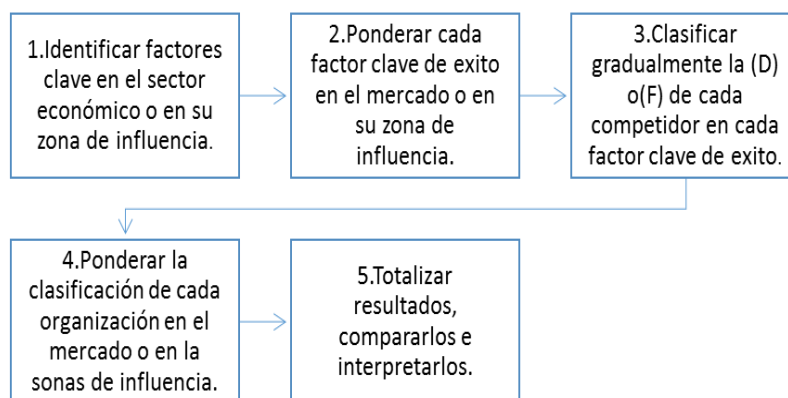 1.Identificar factores
clave en el sector
económico o en su
zona de influencia.
2.Ponderar cada
factor clave de exito
en el mercado o en
su zona de
influencia.
3.Clasificar
gradualmente la (D)
o(F) de cada
competidor en cada
factor clave de exito.
4.Ponderar la
clasificación de cada
organización en el
mercado o en la
sonas de influencia.
5.Totalizar
resultados,
compararlos e
interpretarlos.